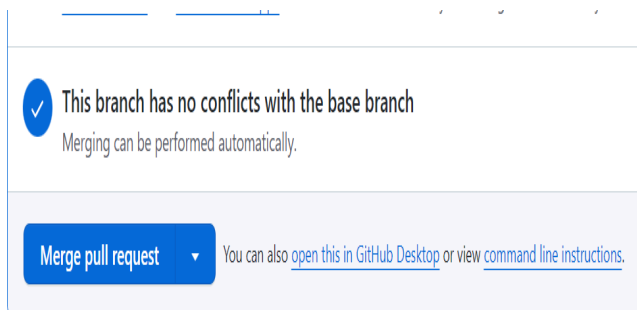 This branch has no conflicts with the base branch
Merging can be performed automatically.
Merge pull request
You can also open this in GitHub Desktop or view command line instructions.